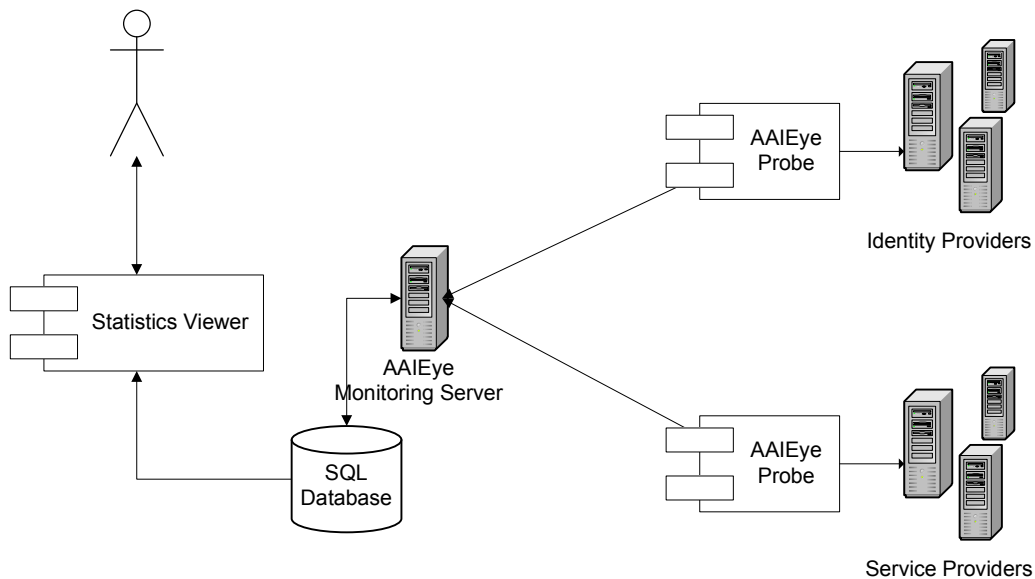 AAIEye
Probe
Identity Providers
Statistics Viewer
AAIEye
Monitoring Server
SQL
Database
AAIEye
Probe
Service Providers